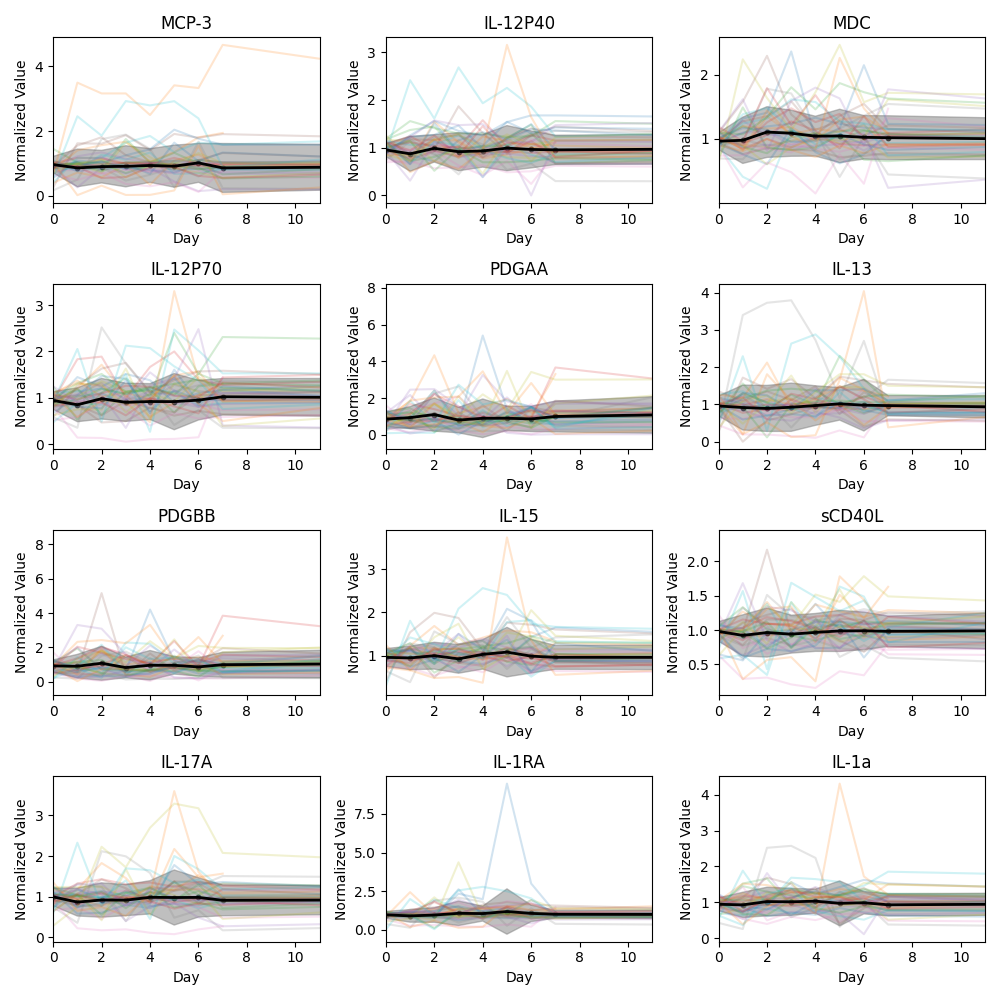 MCP-3 IL-12P40 MDC
4 3 2
2 2 1
0 1
0
Normalized Value Normalized Value Normalized Value
0 2 4 6 8 10 0 2 4 6 8 10 0 2 4 6 8 10
Day Day Day
IL-12P70 PDGAA IL-13
3 8 4
2 6 3
1 4 2
0 2 1
0 0
Normalized Value Normalized Value Normalized Value
0 2 4 6 8 10 0 2 4 6 8 10 0 2 4 6 8 10
Day Day Day
PDGBB IL-15 sCD40L
8 3 2.0
6 2 1.5
4 1 1.0
2 0.5
0
Normalized Value Normalized Value Normalized Value
0 2 4 6 8 10 0 2 4 6 8 10 0 2 4 6 8 10
Day Day Day
IL-17A IL-1RA IL-1a
3 7.5 4
2 5.0 3
1 2.5 2
0 0.0 1
0
Normalized Value Normalized Value Normalized Value
0 2 4 6 8 10 0 2 4 6 8 10 0 2 4 6 8 10
Day Day Day